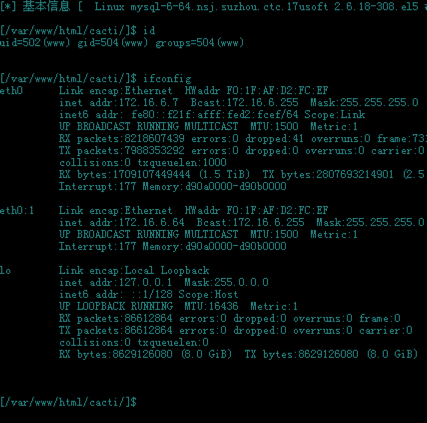 [*] 基本信息 [  Linux mysql-6-64.nsj.suzhou.ctc.17usoft 2.6.18-308.el5 #
[/var/www/html/cacti/]$ id
uid=502(www) gid=504(www) groups=504(www)
[/var/www/html/cacti/]$ ifconfig
eth0      Link encap:Ethernet  HWaddr F0:1F:AF:D2:FC:EF
inet addr:172.16.6.7  Bcast:172.16.6.255  Mask:255.255.255.0
inet6 addr: fe80::f21f:afff:fed2:fcef/64 Scope:Link
UP BROADCAST RUNNING MULTICAST  MTU:1500  Metric:1
RX packets:8218607439 errors:0 dropped:41 overruns:0 frame:731
TX packets:7988353292 errors:0 dropped:0 overruns:0 carrier:0
collisions:0 txqueuelen:1000
RX bytes:1709107449444 (1.5 TiB)  TX bytes:2807693214901 (2.5
Interrupt:177 Memory:d90a0000-d90b0000
eth0:1    Link encap:Ethernet  HWaddr F0:1F:AF:D2:FC:EF
inet addr:172.16.6.64  Bcast:172.16.6.255  Mask:255.255.255.0
UP BROADCAST RUNNING MULTICAST  MTU:1500  Metric:1
Interrupt:177 Memory:d90a0000-d90b0000
lo        Link encap:Local Loopback
inet addr:127.0.0.1  Mask:255.0.0.0
inet6 addr: ::1/128 Scope:Host
UP LOOPBACK RUNNING  MTU:16436  Metric:1
RX packets:86612864 errors:0 dropped:0 overruns:0 frame:0
TX packets:86612864 errors:0 dropped:0 overruns:0 carrier:0
collisions:0 txqueuelen:0
RX bytes:8629126080 (8.0 GiB)  TX bytes:8629126080 (8.0 GiB)
[/var/www/html/cacti/]$